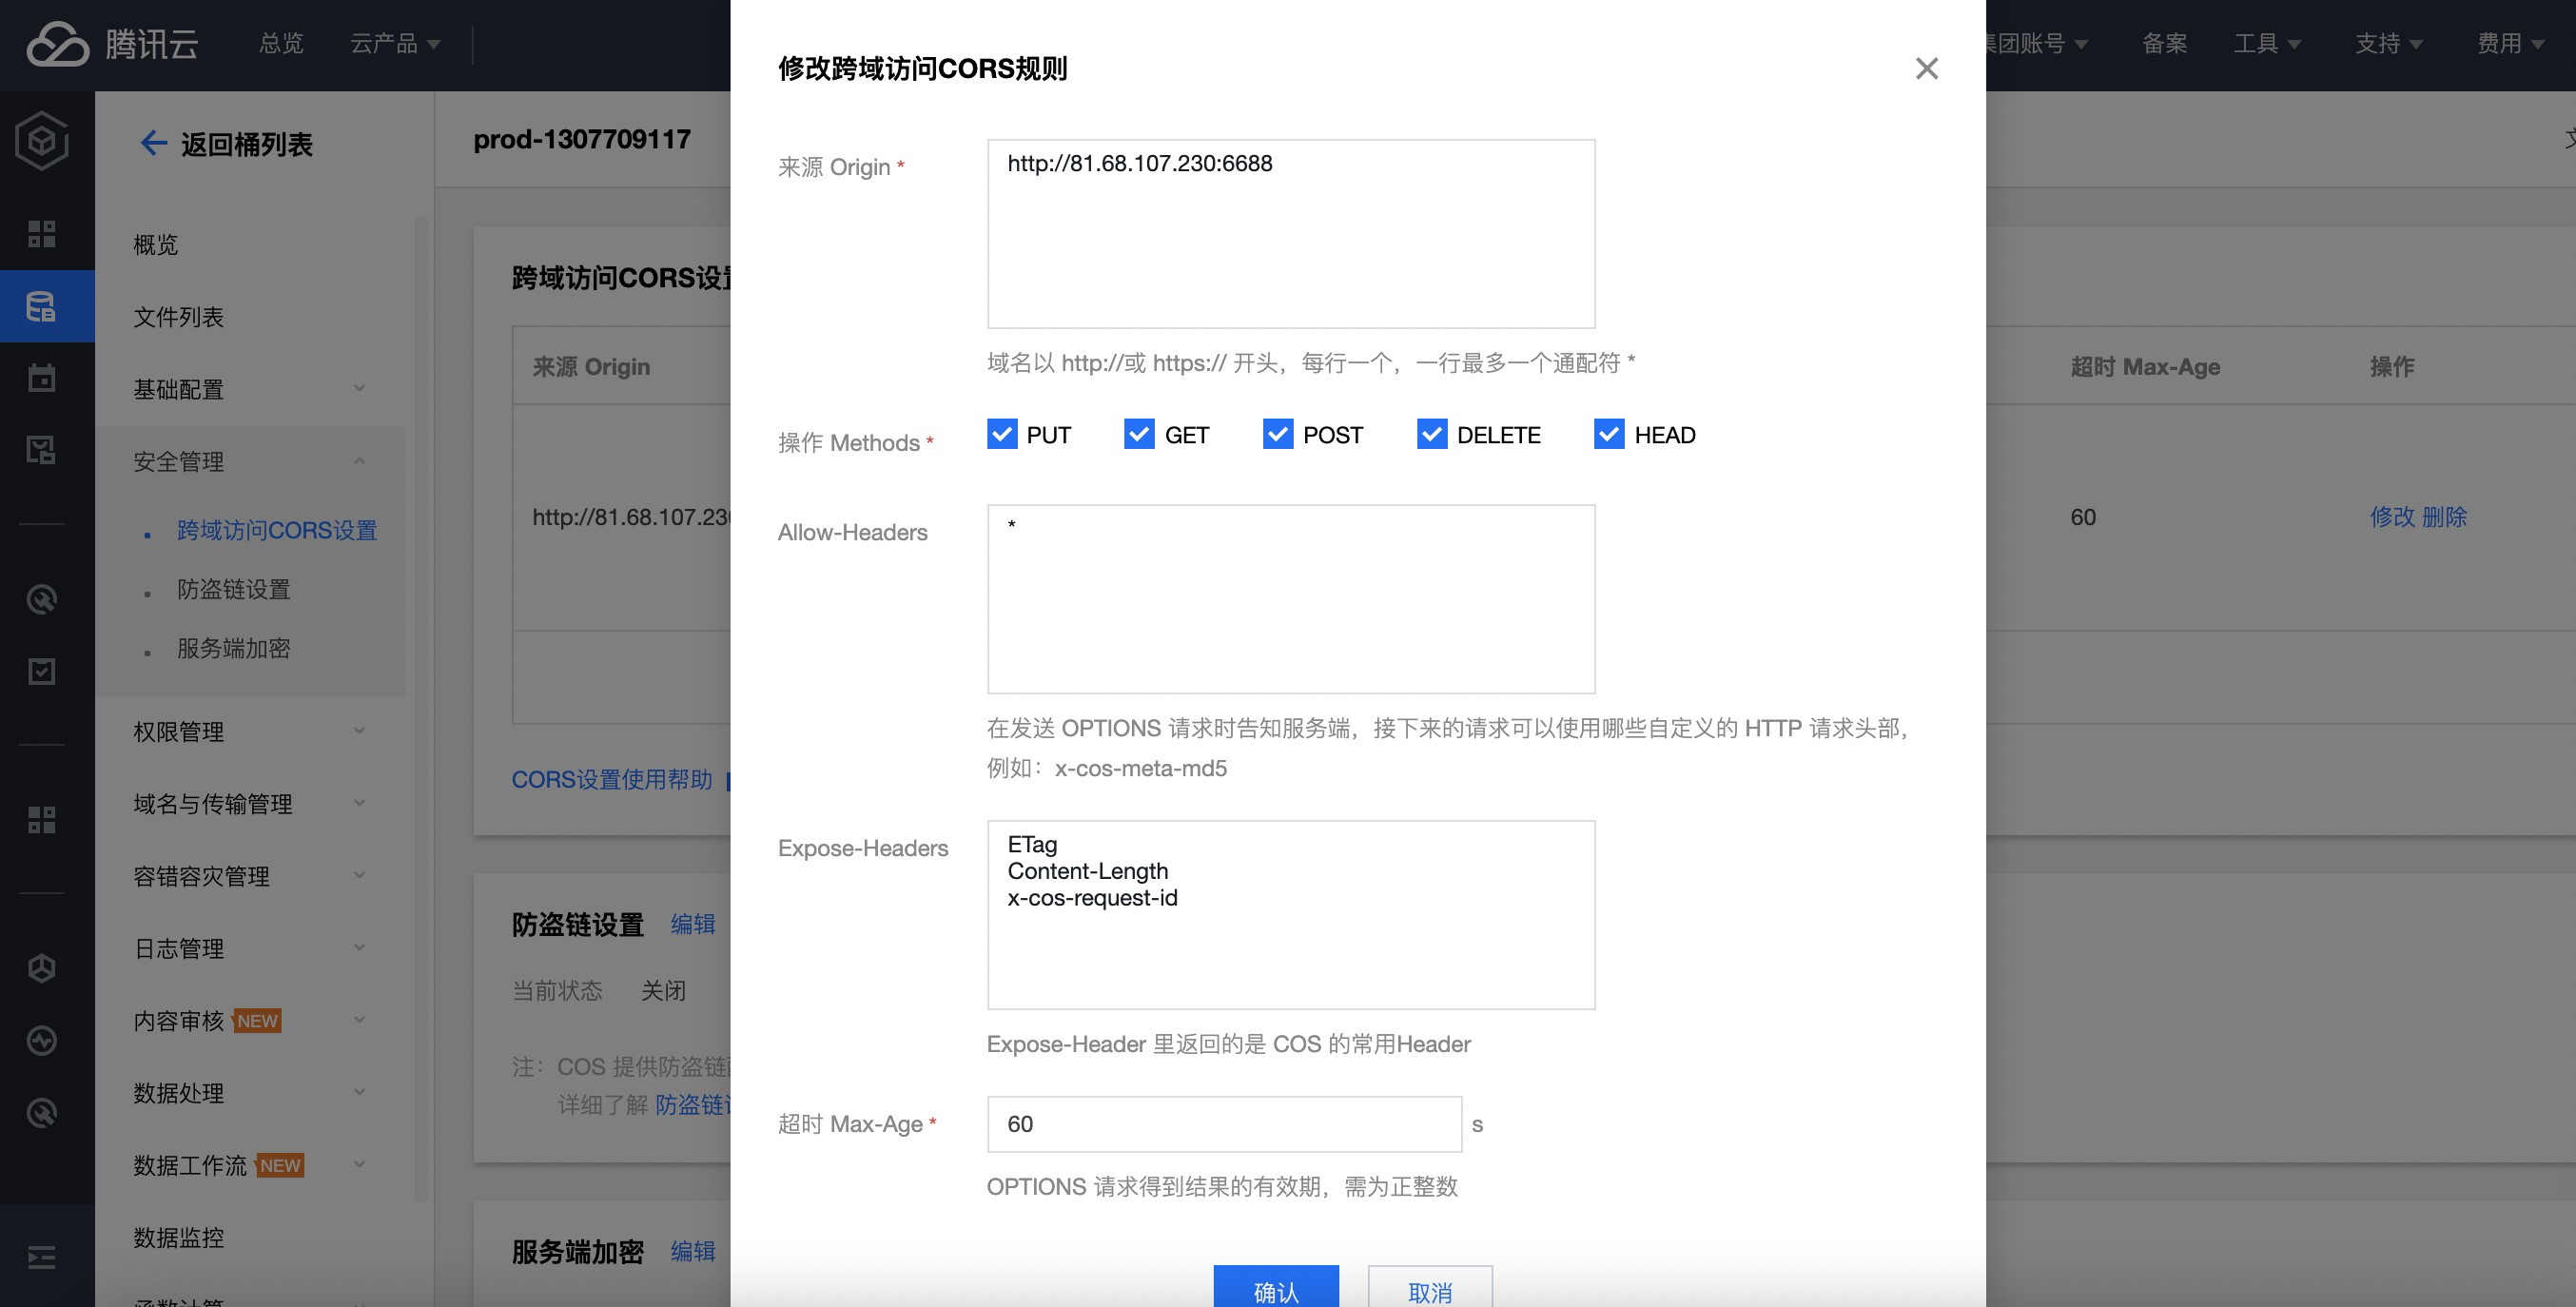 腾讯云
总览
云产品
集团账号
备案
工具
支持
费用
返回桶列表
概览
文件列表
基础配置
安全管理
跨域访问CORS设置
防盗链设置
服务端加密
权限管理
域名与传输管理
容错容灾管理
日志管理
内容审核 NEW
数据处理
数据工作流 NEW
数据监控
prod-1307709117
跨域访问CORS设置
来源 Origin
超时 Max-Age
操作
http://81.68.107.230
60
修改 删除
CORS设置使用帮助
防盗链设置 编辑
当前状态 关闭
注：COS 提供防盗链
详细了解 防盗链
服务端加密 编辑
修改跨域访问CORS规则
来源 Origin *
http://81.68.107.230:6688
域名以 http://或 https:// 开头，每行一个，一行最多一个通配符 *
操作 Methods *
PUT GET POST DELETE HEAD
Allow-Headers
*
在发送 OPTIONS 请求时告知服务端，接下来的请求可以使用哪些自定义的 HTTP 请求头部，
例如：x-cos-meta-md5
Expose-Headers
ETag
Content-Length
x-cos-request-id
Expose-Header 里返回的是 COS 的常用Header
超时 Max-Age *
60 s
OPTIONS 请求得到结果的有效期，需为正整数
确认
取消